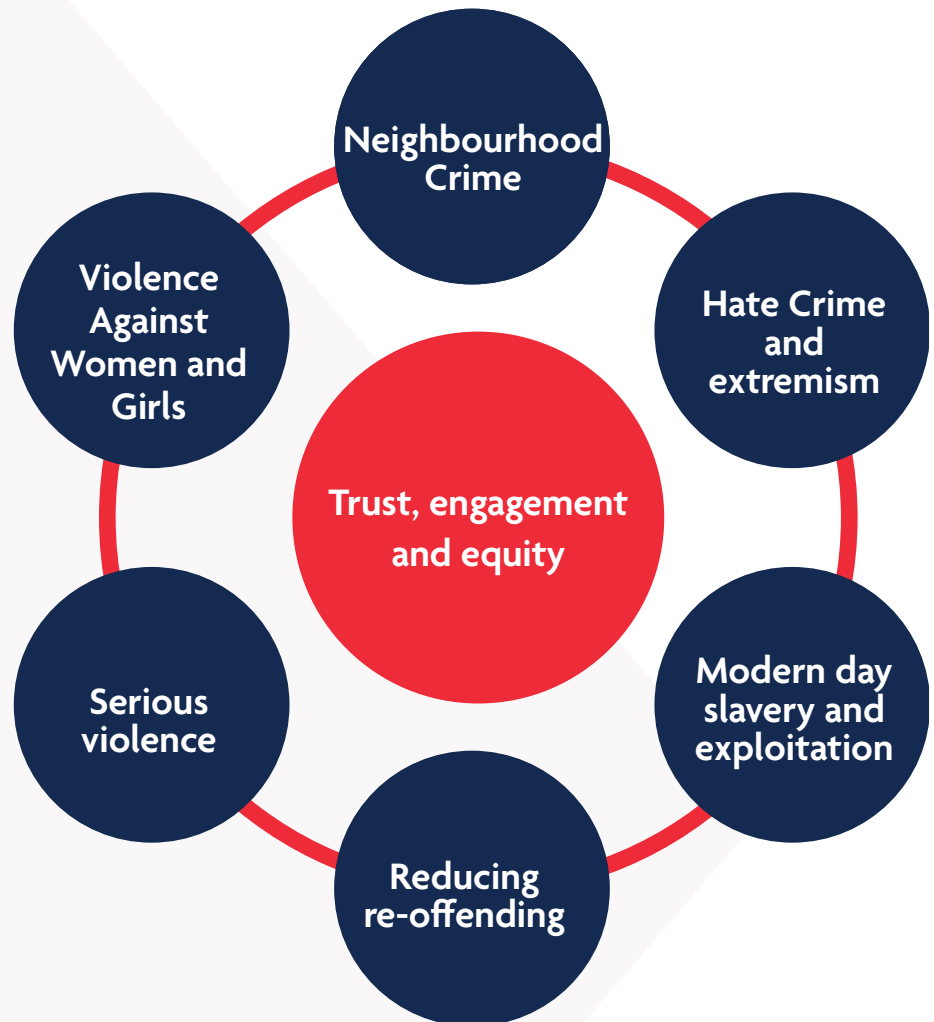 Neighbourhood
Crime
Violence
Against
Women and
Girls
Hate Crime
and
extremism
Trust, engagement
and equity
Serious
violence
Modern day
slavery and
exploitation
Reducing
re-offending